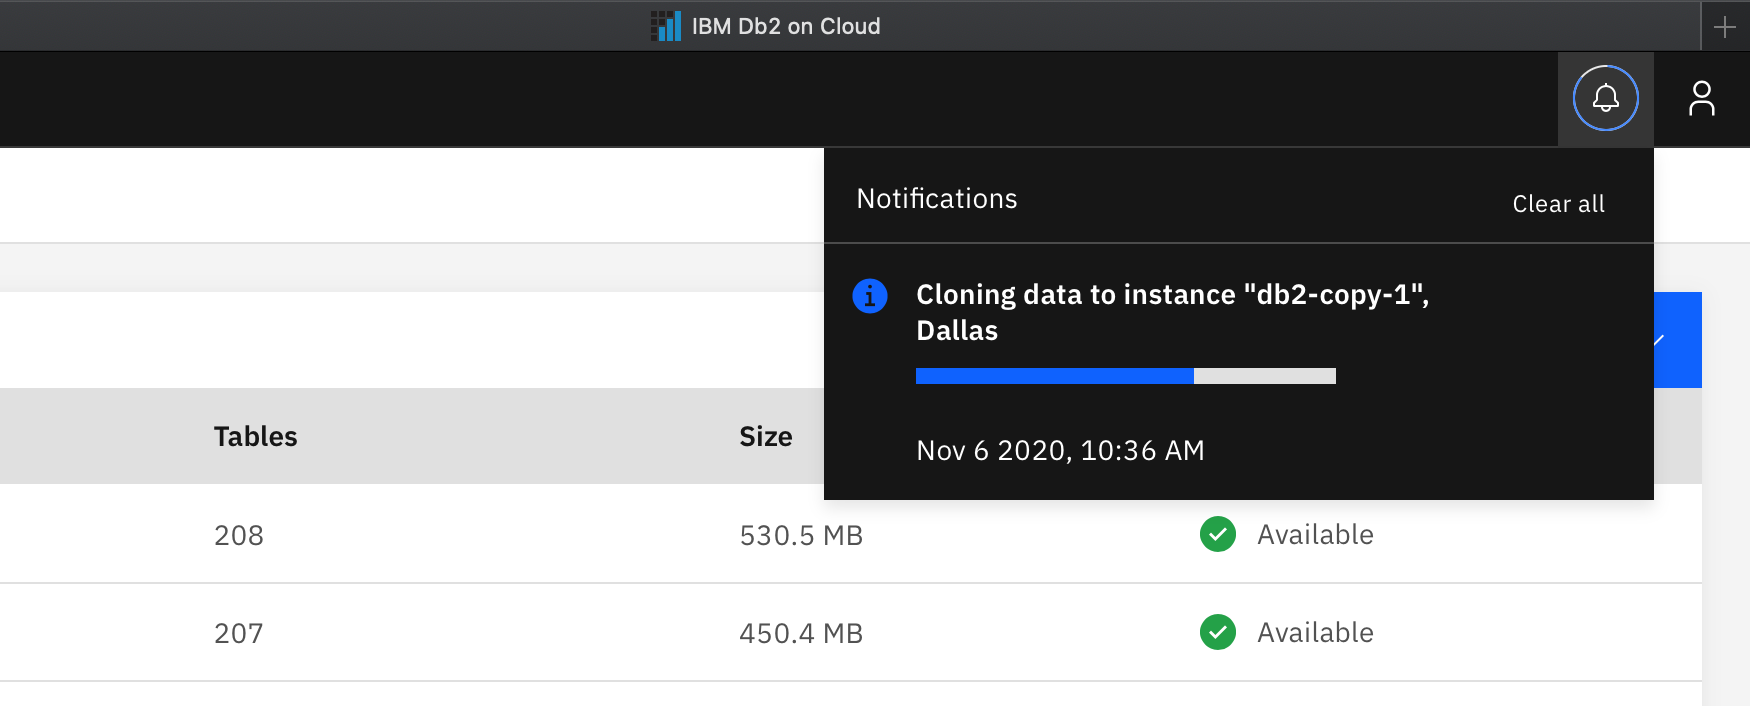 IBM Db2 on Cloud
Notifications
Clear all
Cloning data to instance "db2-copy-1",
Dallas
Nov 6 2020, 10:36 AM
Tables
Size
208
530.5 MB
Available
207
450.4 MB
Available